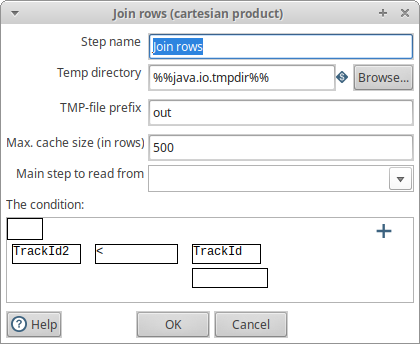 Join rows (cartesian product)
Step name Join rows
Temp directory %%java.io.tmpdir%% Browse...
TMP-file prefix out
Max. cache size (in rows) 500
Main step to read from
The condition:
TrackId2 < TrackId
Help OK Cancel